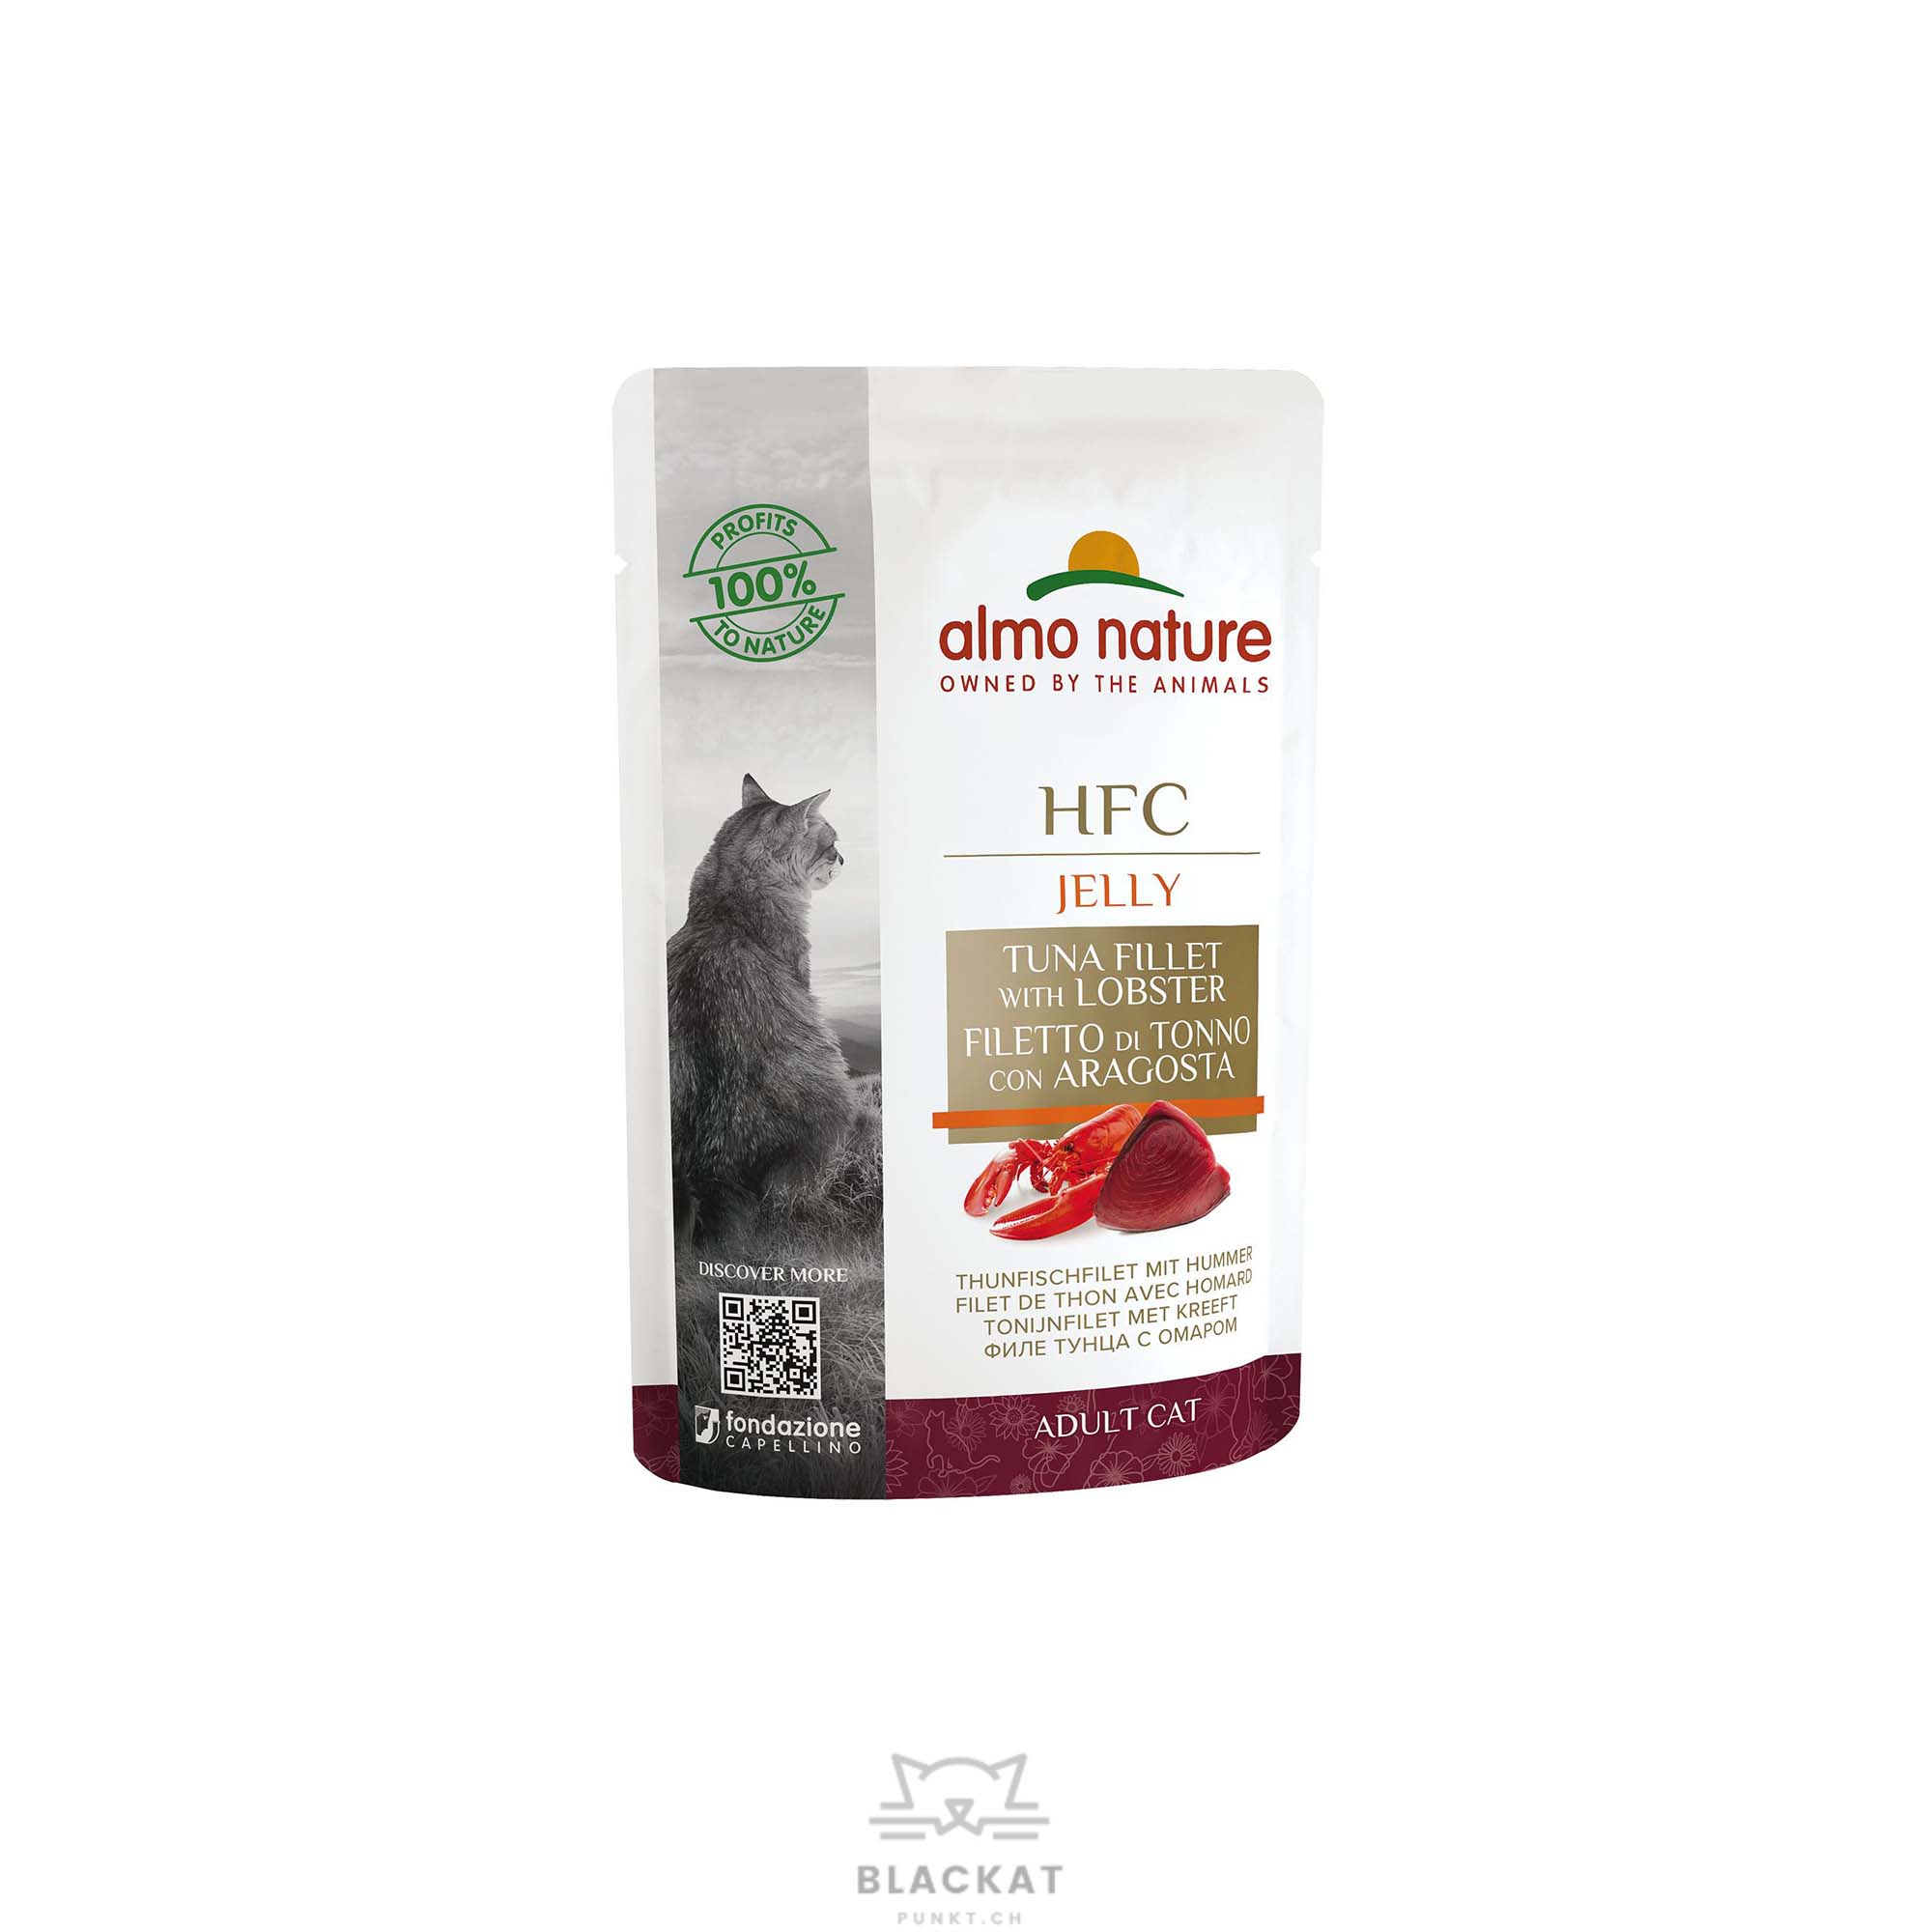 PROFITS
100%
TO NATURE
almo nature
OWNED BY THE ANIMALS
HFC
JELLY
TUNA FILLET
WITH LOBSTER
FILETTO DI TONNO
CON ARAGOSTA
THUNFISCHFILET MIT HUMMER
FILET DE THON AVEC HOMARD
TONIJNFILET MET KREEFT
ФИЛЕ ТУНЦА С ОМАРОМ
DISCOVER MORE
fondazione
CAPELLINO
ADULT CAT
BLACKAT
PUNKT.CH